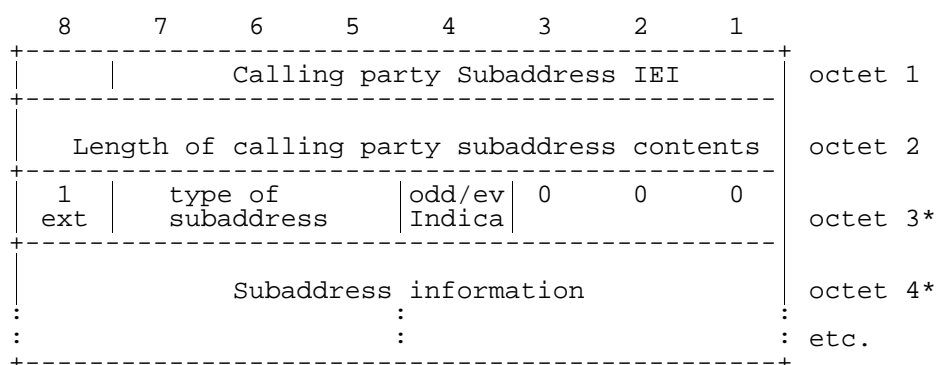 8 7 6 5 4 3 2 1
Calling party Subaddress IEI octet 1
Length of calling party subaddress contents octet 2
1 type of odd/ev 0 0 0
ext subaddress Indica octet 3*
Subaddress information octet 4*
: : :
: : : etc.